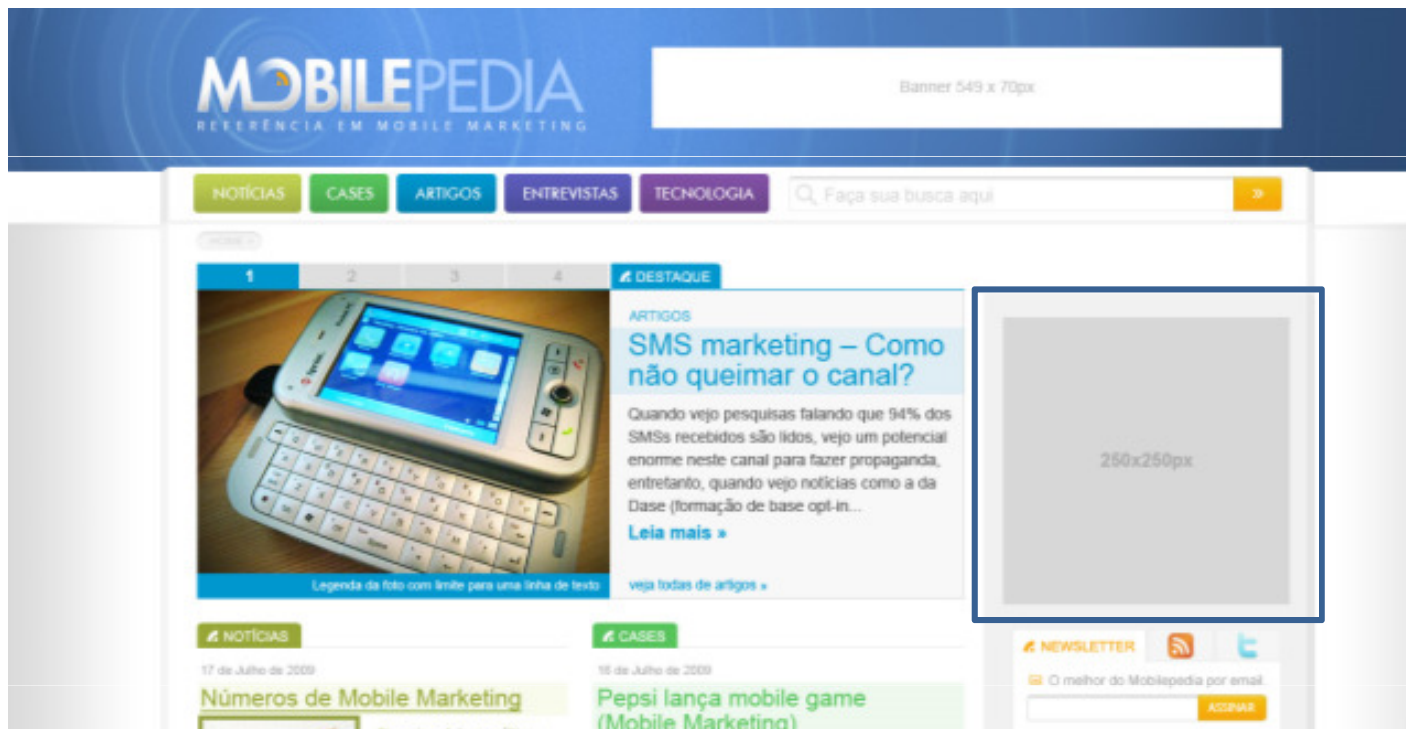 MOBILEPEDIA
REFERÊNCIA EM MOBILE MARKETING
Banner 549 x 70px
NOTÍCIAS
CASES
ARTIGOS
ENTREVISTAS
TECNOLOGIA
Faça sua busca aqui
»
HOME
1 2 3 4
DESTAQUE
ARTIGOS
SMS marketing – Como
não queimar o canal?
Quando vejo pesquisas falando que 94% dos
SMSs recebidos são lidos, vejo um potencial
enorme neste canal para fazer propaganda,
entretanto, quando vejo notícias como a da
Dase (formação de base opt-in...
Leia mais »
Legenda da foto com limite para uma linha de texto
veja todas de artigos »
250x250px
NOTÍCIAS
17 de Julho de 2009
Números de Mobile Marketing
CASES
16 de Julho de 2009
Pepsi lança mobile game
(Mobile Marketing)
NEWSLETTER
O melhor do Mobilepedia por email.
ASSINAR